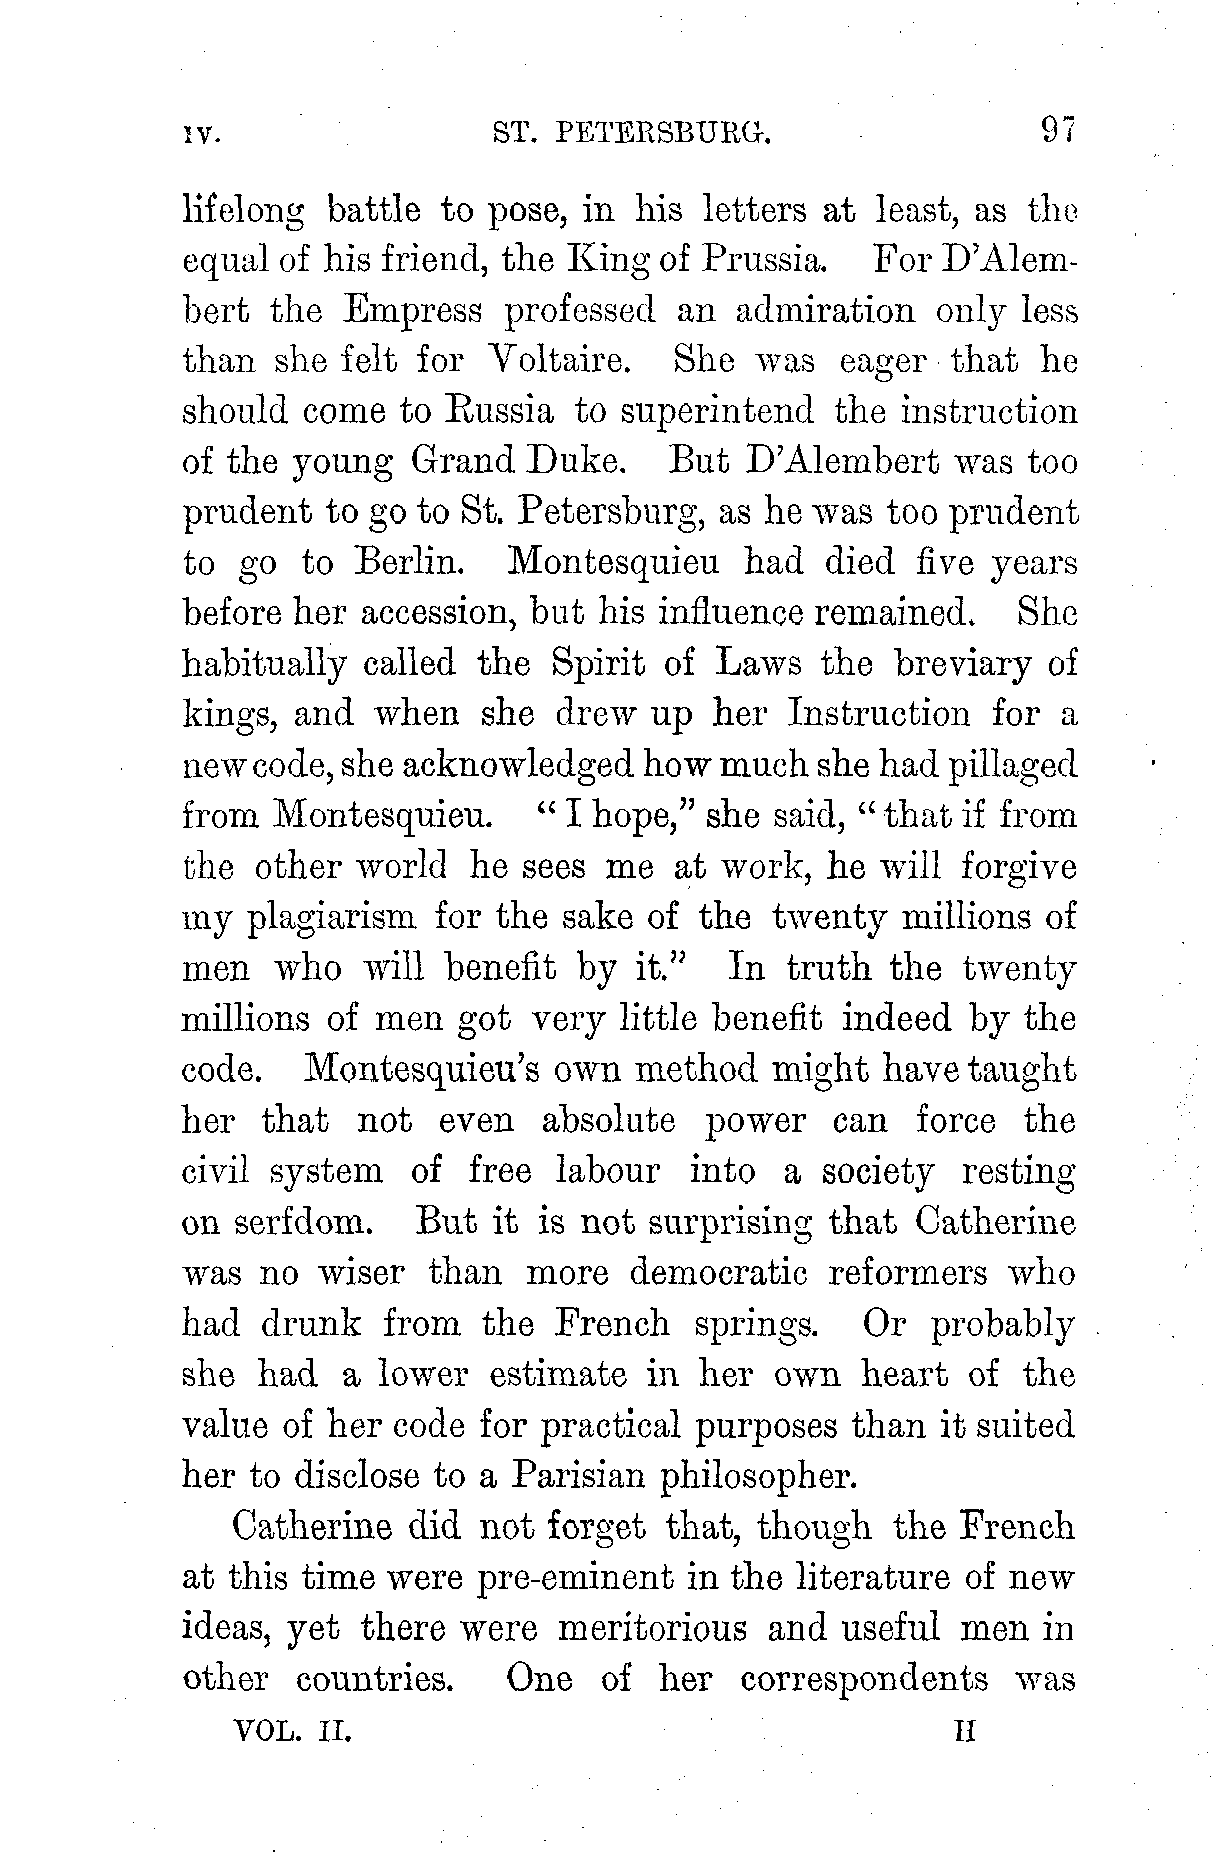 IV. ST. PETERSBURG. 97
lifelong battle to pose, in his letters at least, as the
equal of his friend, the King of Prussia. For D'Alem-
bert the Empress professed an admiration only less
than she felt for Voltaire. She was eager that he
should come to Russia to superintend the instruction
of the young Grand Duke. But D'Alembert was too
prudent to go to St. Petersburg, as he was too prudent
to go to Berlin. Montesquieu had died five years
before her accession, but his influence remained. She
habitually called the Spirit of Laws the breviary of
kings, and when she drew up her Instruction for a
new code, she acknowledged how much she had pillaged
from Montesquieu. “I hope,” she said, “that if from
the other world he sees me at work, he will forgive
my plagiarism for the sake of the twenty millions of
men who will benefit by it.” In truth the twenty
millions of men got very little benefit indeed by the
code. Montesquieu's own method might have taught
her that not even absolute power can force the
civil system of free labour into a society resting
on serfdom. But it is not surprising that Catherine
was no wiser than more democratic reformers who
had drunk from the French springs. Or probably
she had a lower estimate in her own heart of the
value of her code for practical purposes than it suited
her to disclose to a Parisian philosopher.
Catherine did not forget that, though the French
at this time were pre-eminent in the literature of new
ideas, yet there were meritorious and useful men in
other countries. One of her correspondents was
VOL. II. H